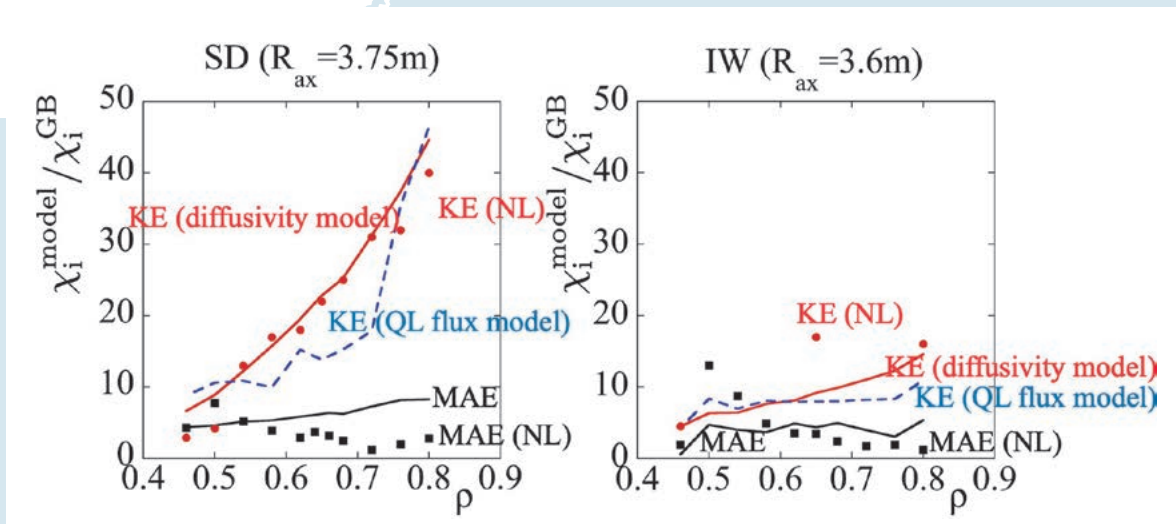 SD (R_ax=3.75m)
χ_i^model/χ_i^GB
50
40
30
20
10
0
KE (diffusivity model)
KE (NL)
KE (QL flux model)
MAE
MAE (NL)
0.4 0.5 0.6 0.7 0.8 0.9
ρ
IW (R_ax=3.6m)
χ_i^model/χ_i^GB
50
40
30
20
10
0
KE (NL)
KE (diffusivity model)
KE (QL flux model)
MAE
MAE (NL)
0.4 0.5 0.6 0.7 0.8 0.9
ρ